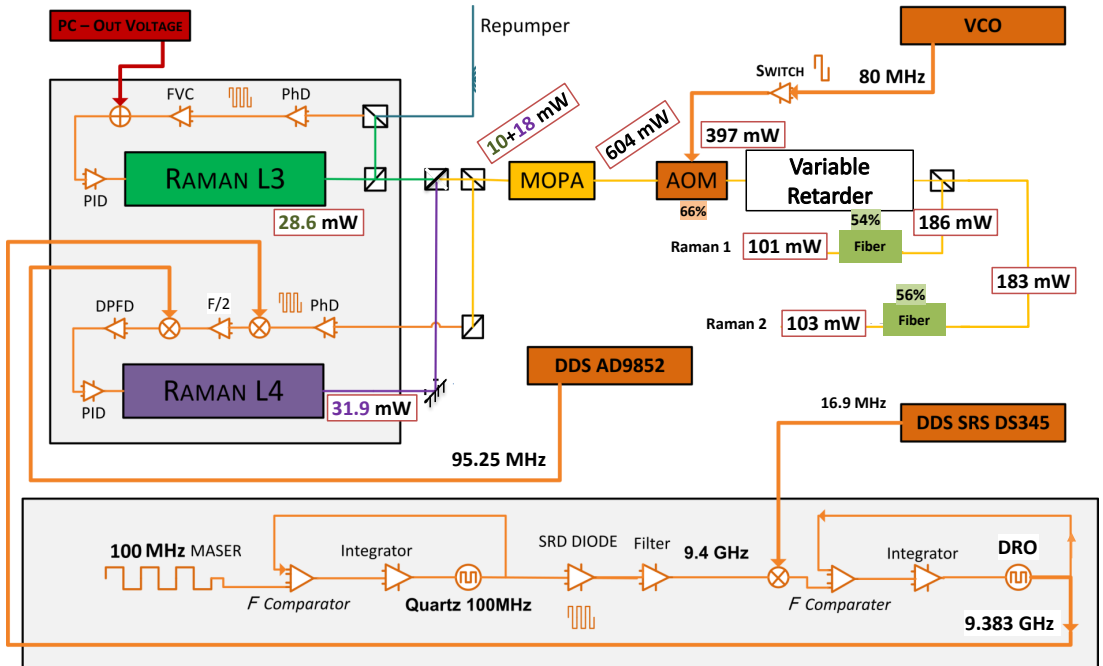 PC – OUT VOLTAGE
Repumper
VCO
SWITCH
80 MHz
FVC
PhD
10+18 mW
604 mW
397 mW
PID
RAMAN L3
28.6 mW
MOPA
AOM
66%
Variable
Retarder
54%
186 mW
Raman 1
101 mW
Fiber
183 mW
DPFD
F/2
PhD
56%
Raman 2
103 mW
Fiber
PID
RAMAN L4
31.9 mW
DDS AD9852
16.9 MHz
DDS SRS DS345
95.25 MHz
100 MHz MASER
Integrator
SRD DIODE
Filter
9.4 GHz
Integrator
DRO
F Comparator
Quartz 100MHz
F Comparater
9.383 GHz